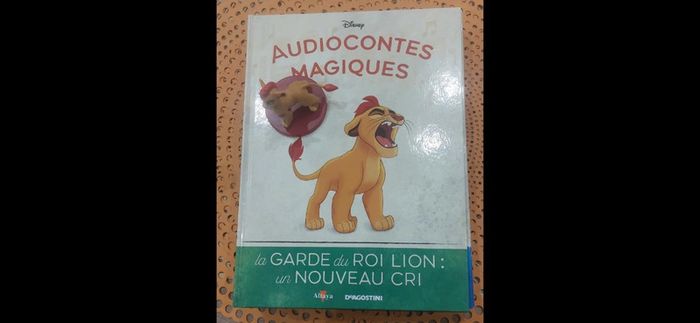 Disney
AUDIOCONTES
MAGIQUES
la GARDE du ROI LION :
un NOUVEAU CRI
Altaya DeAGOSTINI